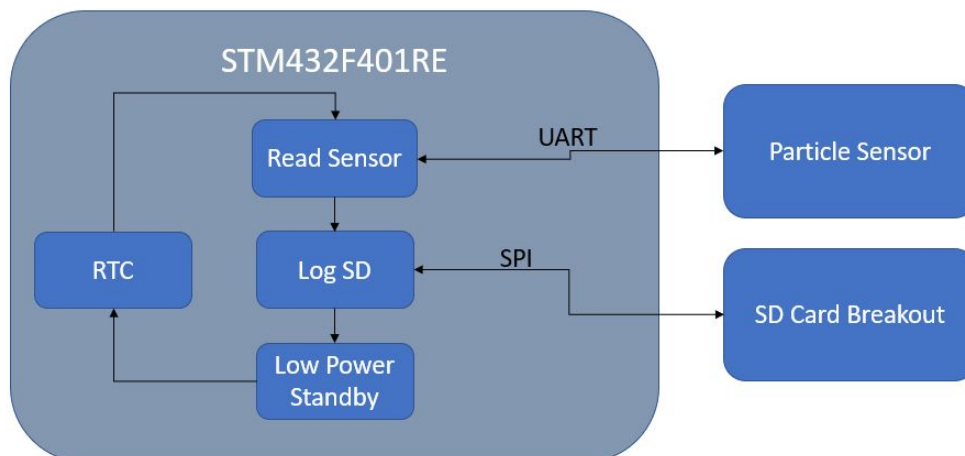 STM432F401RE
UART
Read Sensor
Particle Sensor
RTC
Log SD
SPI
SD Card Breakout
Low Power
Standby